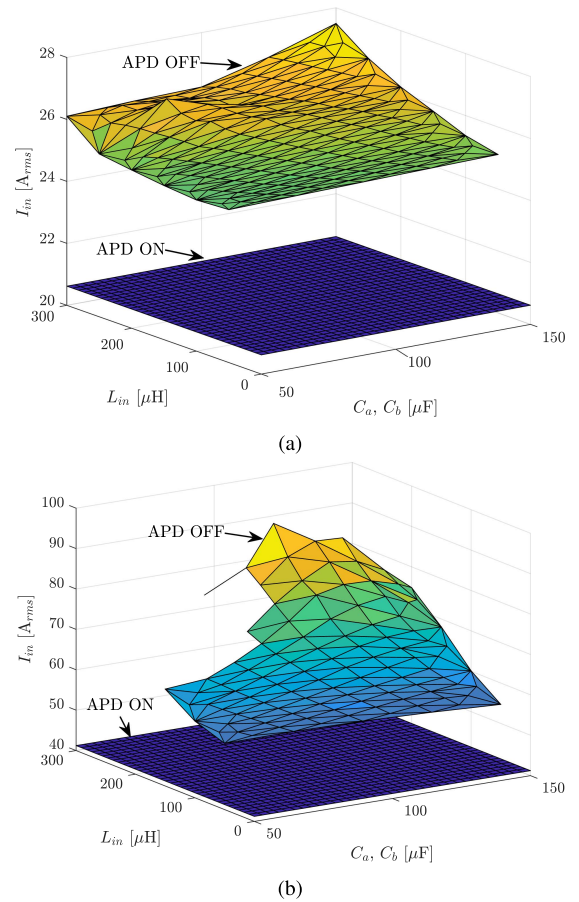 28
APD OFF
26
24
I_in [A_rms]
APD ON
22
20
300
200
100
0
L_in [μH]
50
100
150
C_a, C_b [μF]
(a)
100
APD OFF
90
80
70
I_in [A_rms]
60
50
APD ON
40
300
200
100
0
L_in [μH]
50
100
150
C_a, C_b [μF]
(b)